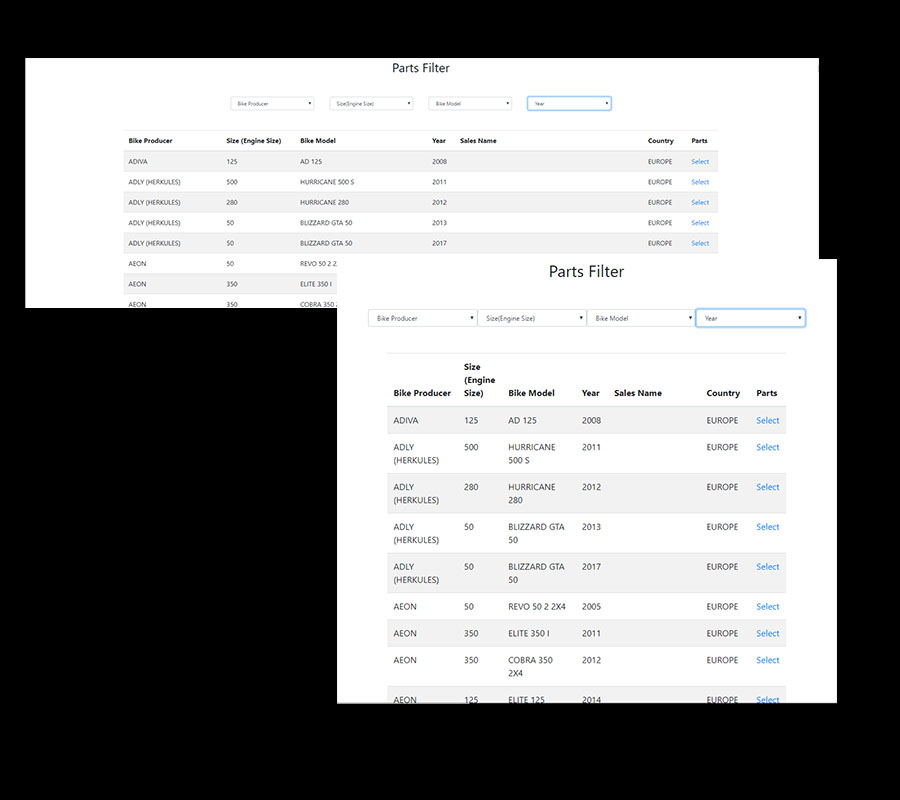 Parts Filter
Bike Producer Size(Engine Size) Bike Model Year
Bike Producer Size (Engine Size) Bike Model Year Sales Name Country Parts
ADIVA 125 AD 125 2008 EUROPE Select
ADLY (HERKULES) 500 HURRICANE 500 S 2011 EUROPE Select
ADLY (HERKULES) 280 HURRICANE 280 2012 EUROPE Select
ADLY (HERKULES) 50 BLIZZARD GTA 50 2013 EUROPE Select
ADLY (HERKULES) 50 BLIZZARD GTA 50 2017 EUROPE Select
AEON 50 REVO 50 2 2
AEON 350 ELITE 350 I
AEON 350 COBRA 350 2
Parts Filter
Bike Producer Size(Engine Size) Bike Model Year
Size
(Engine
Bike Producer Size) Bike Model Year Sales Name Country Parts
ADIVA 125 AD 125 2008 EUROPE Select
ADLY 500 HURRICANE 2011 EUROPE Select
(HERKULES) 500 S
ADLY 280 HURRICANE 2012 EUROPE Select
(HERKULES) 280
ADLY 50 BLIZZARD GTA 2013 EUROPE Select
(HERKULES) 50
ADLY 50 BLIZZARD GTA 2017 EUROPE Select
(HERKULES) 50
AEON 50 REVO 50 2 2X4 2005 EUROPE Select
AEON 350 ELITE 350 I 2011 EUROPE Select
AEON 350 COBRA 350 2012 EUROPE Select
2X4
AEON 125 ELITE 125 2014 EUROPE Select